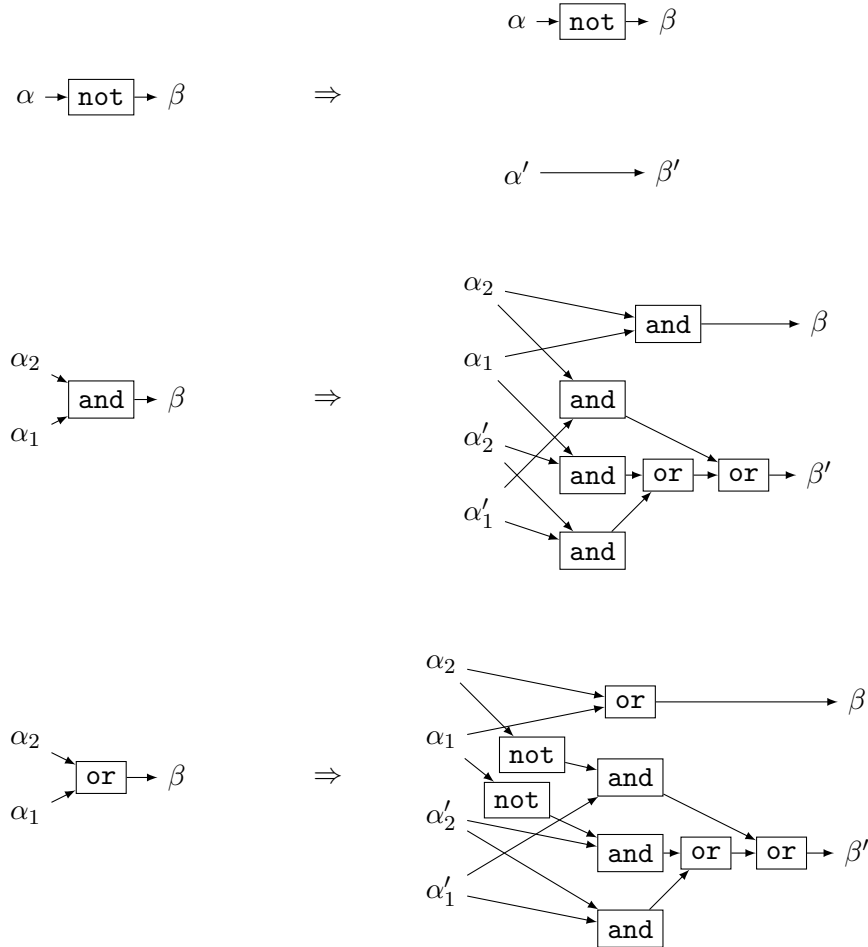 α not β
α not β ⇒
α′ β′
α₂
and β
α₂ α₁
and β ⇒ and
α₁ α′₂
and or or β′
α′₁
and
α₂
or β
α₂ α₁
not
or β ⇒ and
not
α₁ α′₂
and or or β′
α′₁
and